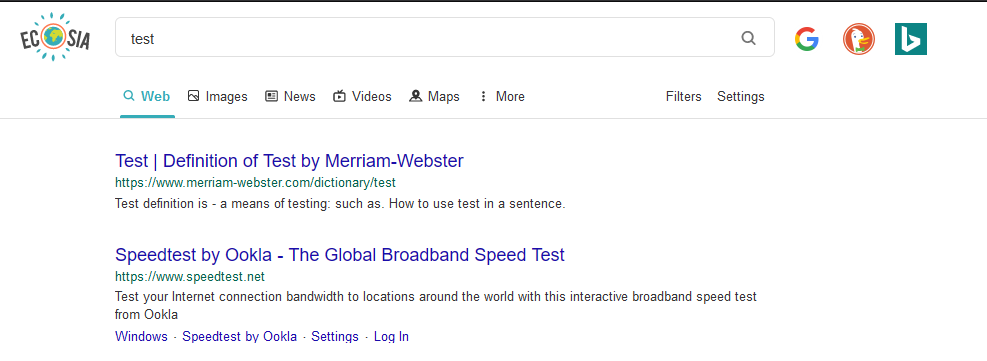 ECOSIA
test
Web Images News Videos Maps More Filters Settings
Test | Definition of Test by Merriam-Webster
https://www.merriam-webster.com/dictionary/test
Test definition is - a means of testing: such as. How to use test in a sentence.
Speedtest by Ookla - The Global Broadband Speed Test
https://www.speedtest.net
Test your Internet connection bandwidth to locations around the world with this interactive broadband speed test
from Ookla
Windows · Speedtest by Ookla · Settings · Log In